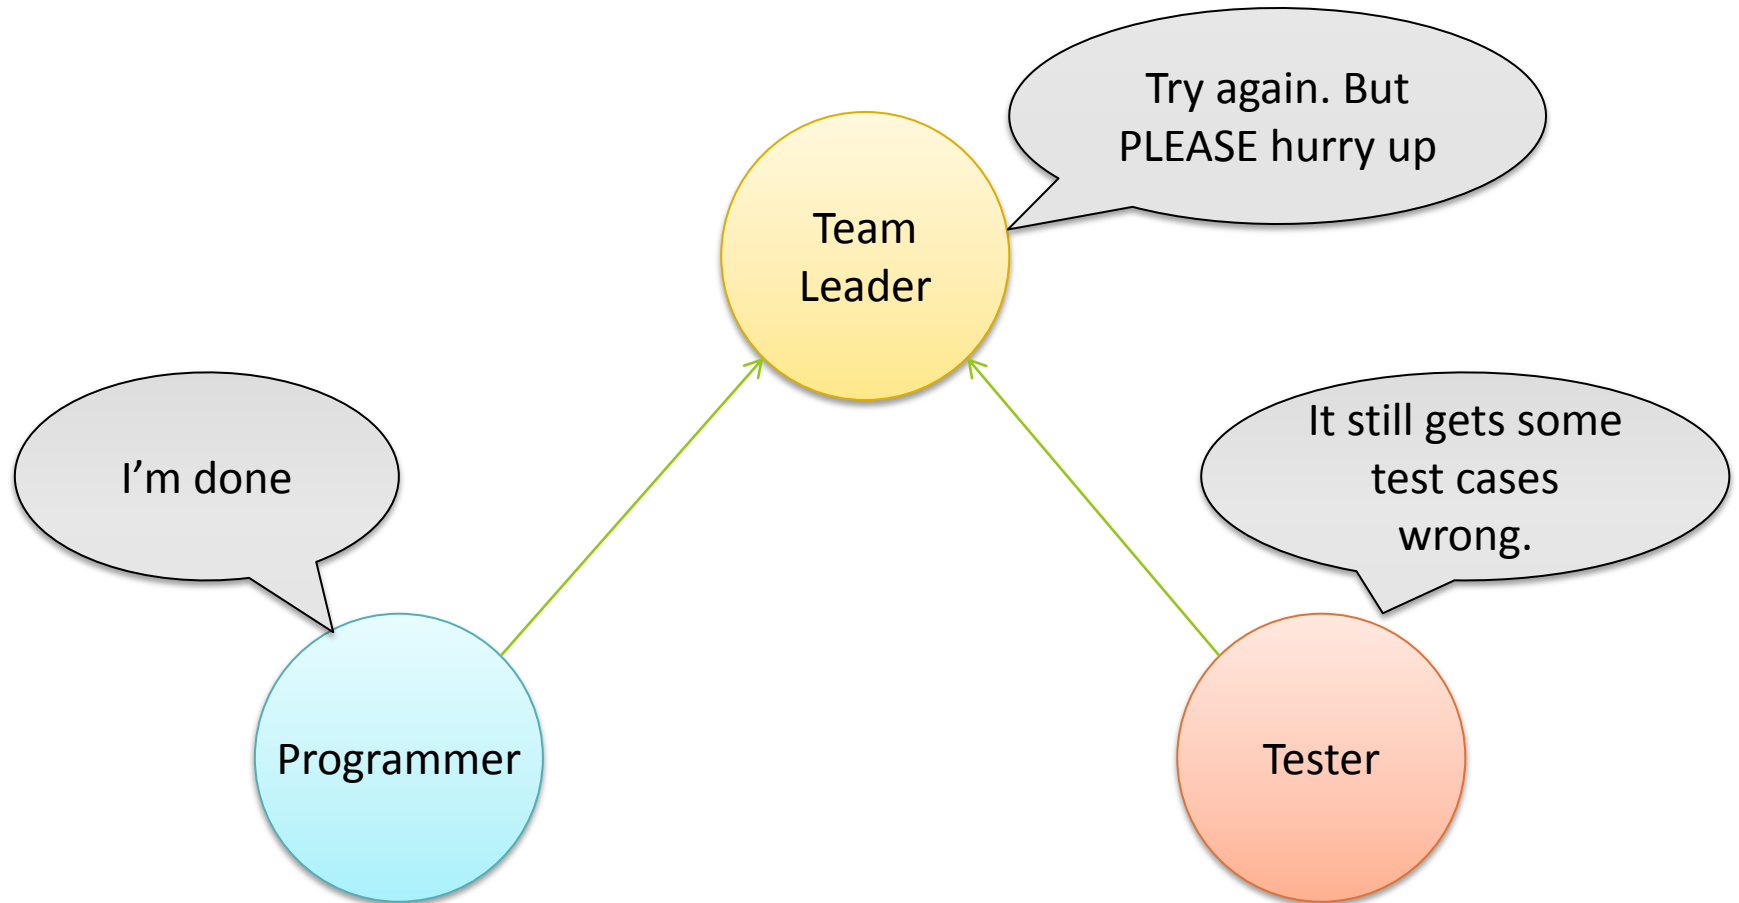 Try again. But
PLEASE hurry up
Team
Leader
I’m done
It still gets some
test cases
wrong.
Programmer
Tester